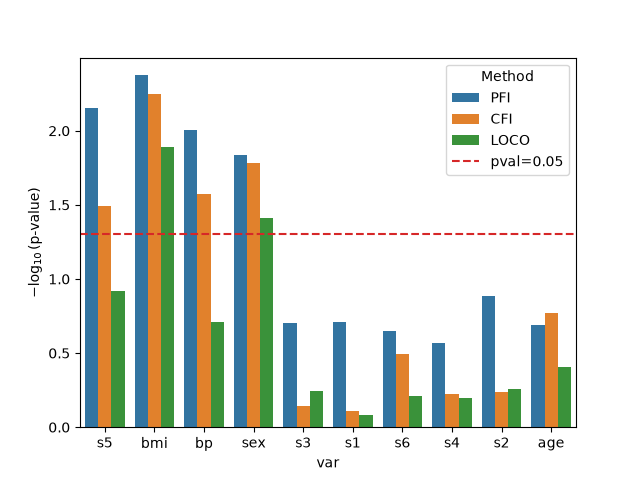 Method
PFI
CFI
LOCO
pval=0.05
−log₁₀(p-value)
2.0
1.5
1.0
0.5
0.0
s5 bmi bp sex s3 s1 s6 s4 s2 age
var